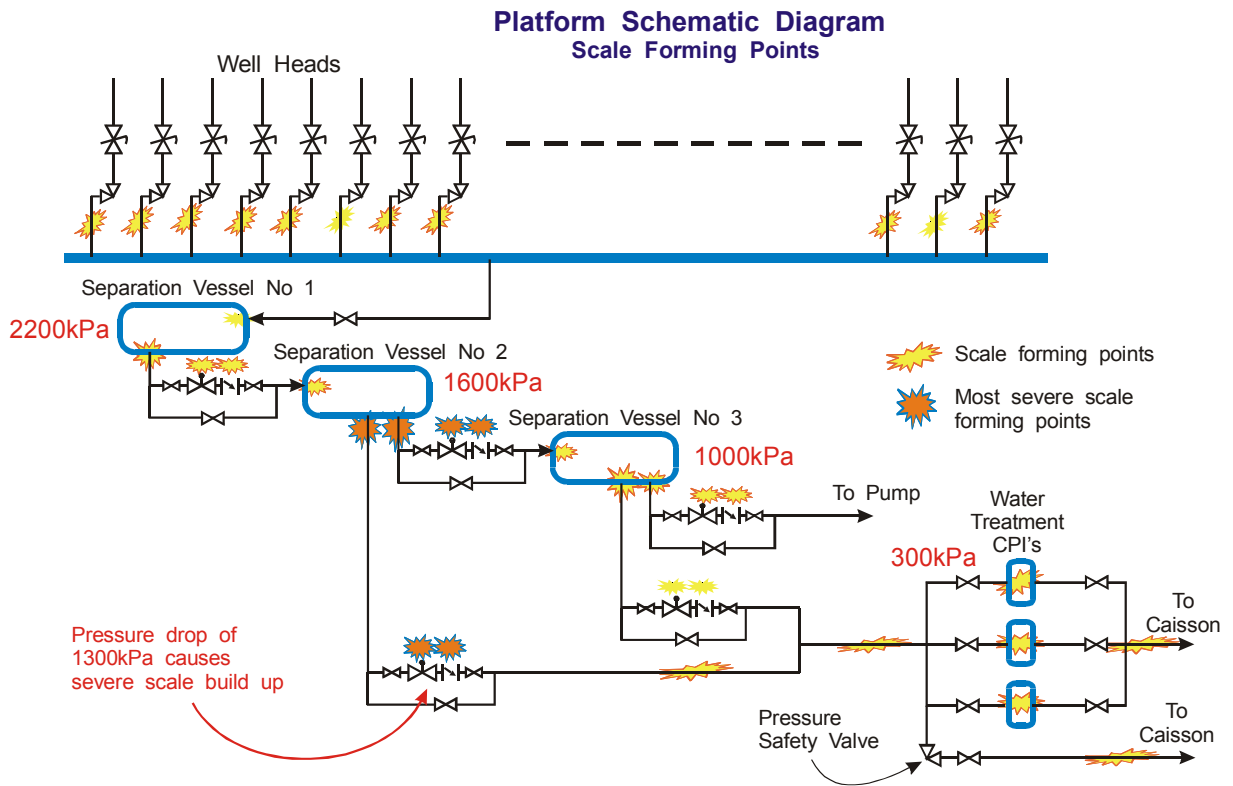 Platform Schematic Diagram
Scale Forming Points
Well Heads
Separation Vessel No 1
2200kPa
Separation Vessel No 2
1600kPa
Scale forming points
Most severe scale
forming points
Separation Vessel No 3
1000kPa
To Pump
Water
Treatment
CPI's
300kPa
To
Caisson
Pressure drop of
1300kPa causes
severe scale build up
Pressure
Safety Valve
To
Caisson